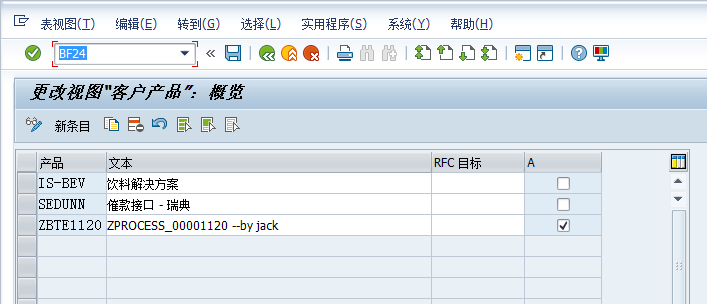 表视图(T) 编辑(E) 转到(G) 选择(L) 实用程序(S) 系统(Y) 帮助(H)
BF24
更改视图"客户产品": 概览
新条目
产品 文本 RFC 目标 A
IS-BEV 饮料解决方案
SEDUNN 催款接口 - 瑞典
ZBTE1120 ZPROCESS_00001120 --by jack